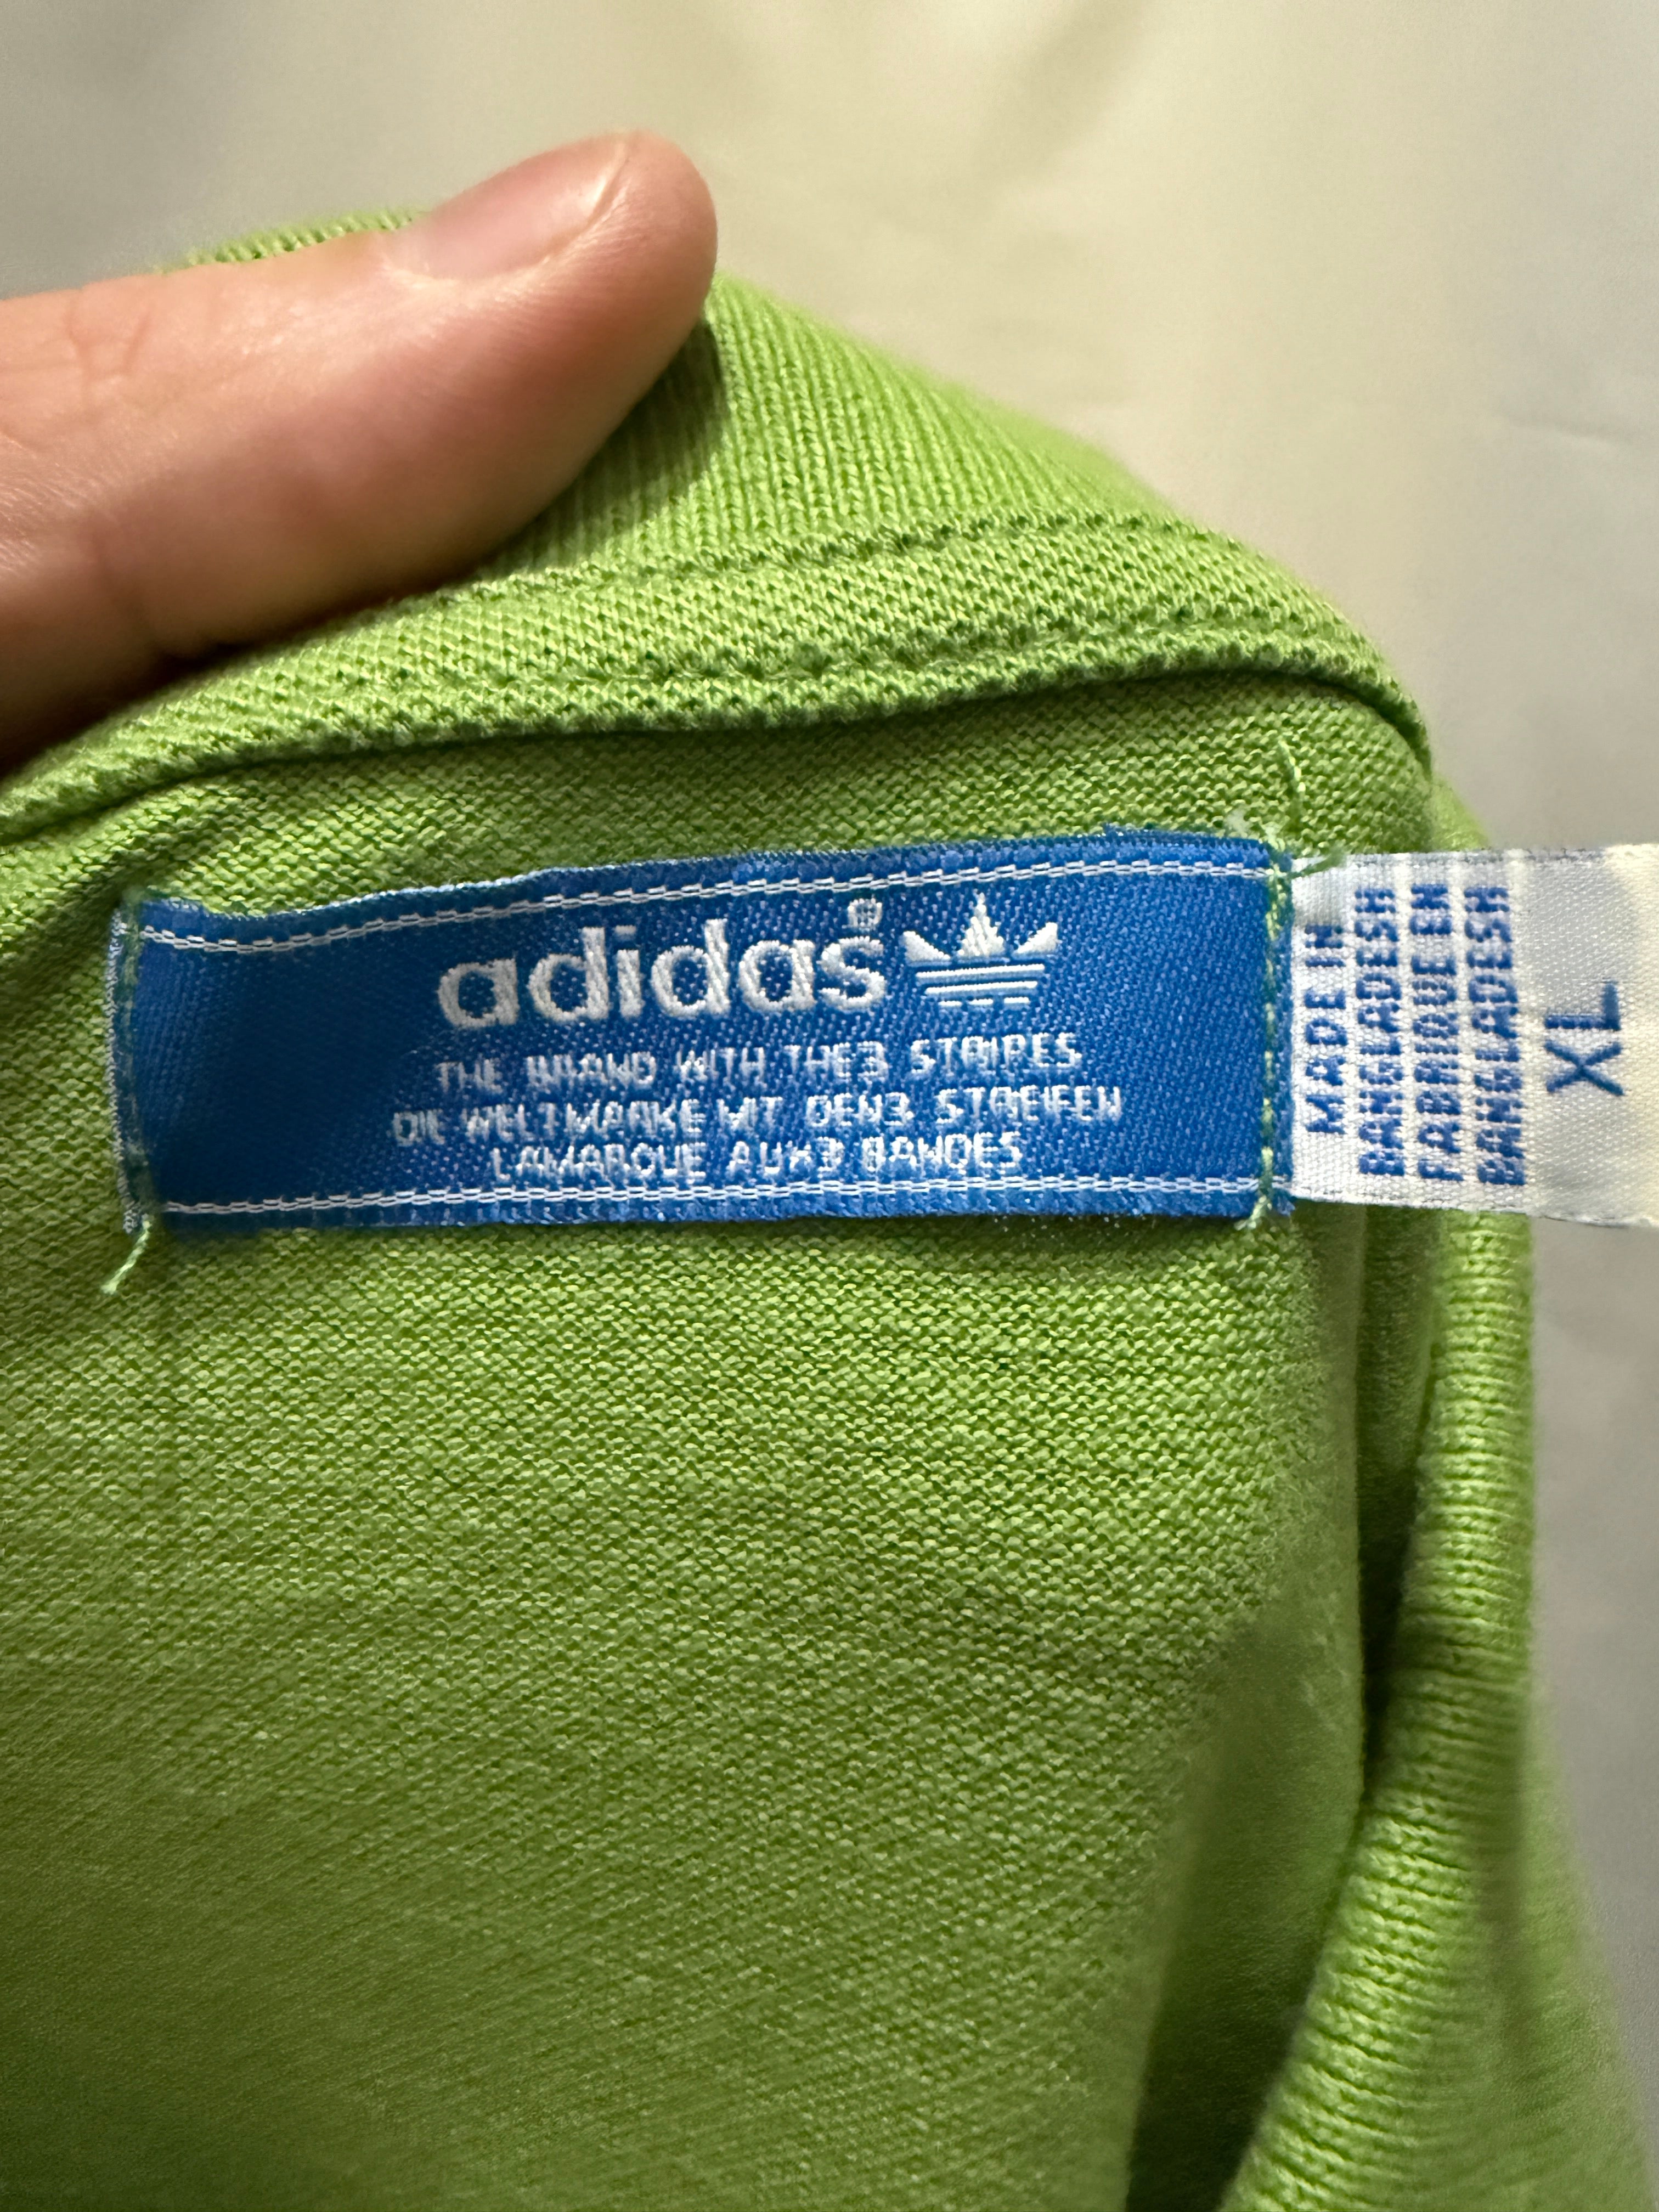 adidas®
THE BRAND WITH THE 3 STRIPES
DIE WELTMARKE MIT DEN 3 STREIFEN
LA MARQUE AUX 3 BANDES
MADE IN
BANGLADESH
FABRIQUE EN
BANGLADESH
XL